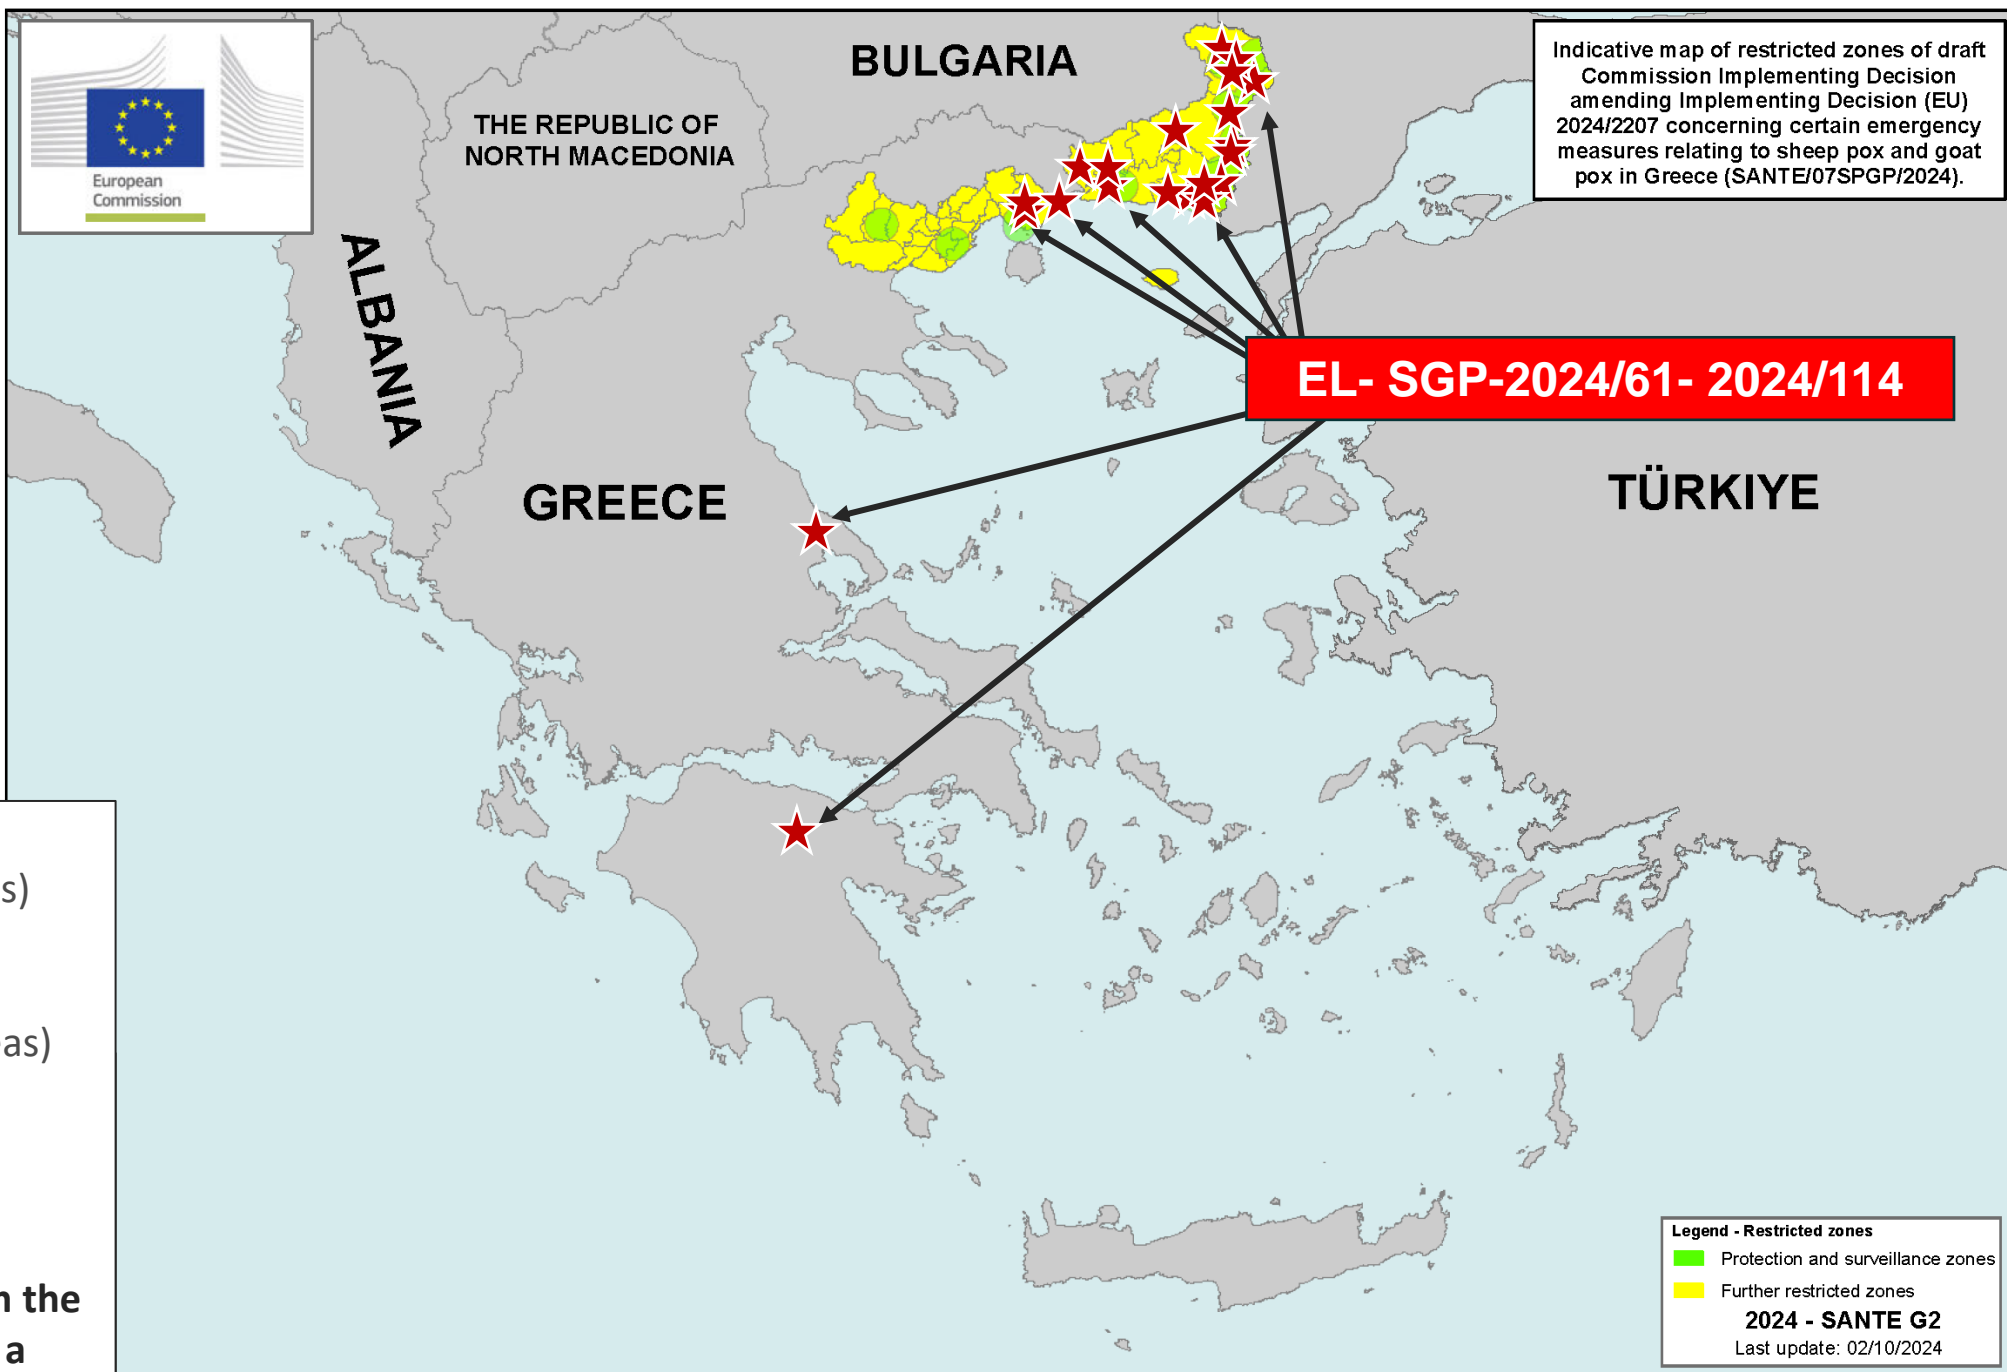 European
Commission
BULGARIA
Indicative map of restricted zones of draft
Commission Implementing Decision
amending Implementing Decision (EU)
2024/2207 concerning certain emergency
measures relating to sheep pox and goat
pox in Greece (SANTE/07SPGP/2024).
THE REPUBLIC OF
NORTH MACEDONIA
ALBANIA
EL- SGP-2024/61- 2024/114
GREECE
TÜRKIYE
s)
as)
the
a
Legend - Restricted zones
Protection and surveillance zones
Further restricted zones
2024 - SANTE G2
Last update: 02/10/2024